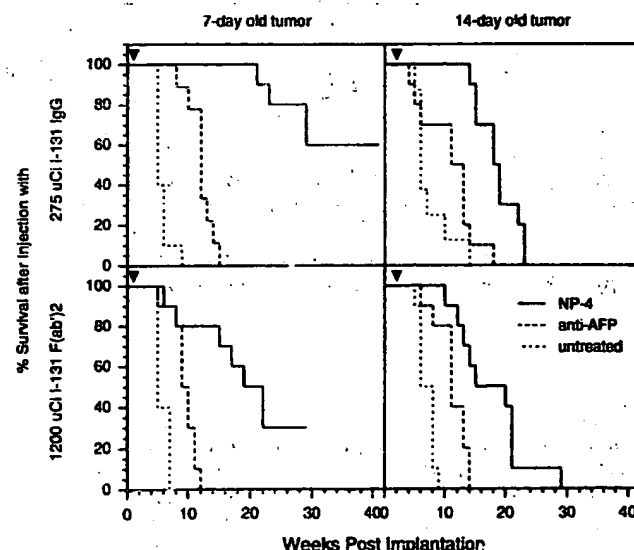 7-day old tumor 14-day old tumor
% Survival after Injection with
275 uCi I-131 IgG
1200 uCi I-131 F(ab')2
100
80
60
40
20
0
100
80
60
40
20
0
NP-4
anti-AFP
untreated
0 10 20 30 40 0 10 20 30 40
Weeks Post Implantation